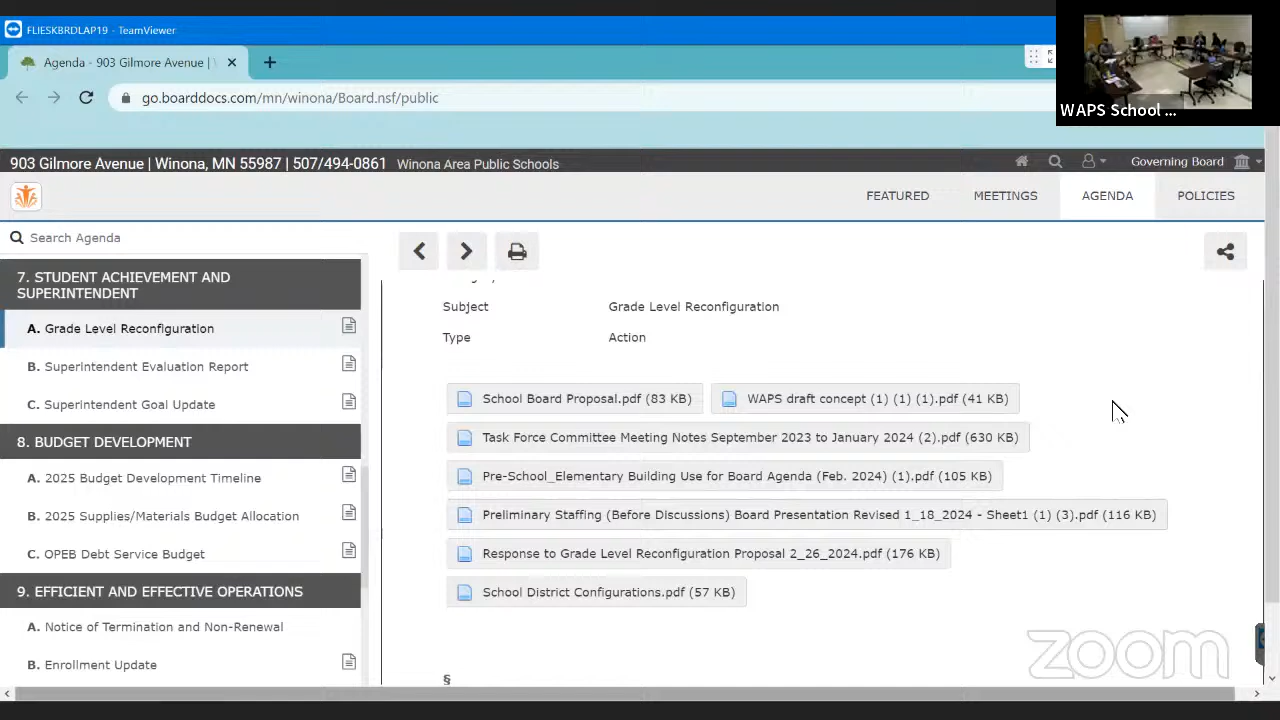 FLIESKBRDLAP19 - TeamViewer
Agenda - 903 Gilmore Avenue |
go.boarddocs.com/mn/winona/Board.nsf/public
WAPS School ...
903 Gilmore Avenue | Winona, MN 55987 | 507/494-0861 Winona Area Public Schools
Governing Board
FEATURED MEETINGS AGENDA POLICIES
Search Agenda
7. STUDENT ACHIEVEMENT AND
SUPERINTENDENT
A. Grade Level Reconfiguration
B. Superintendent Evaluation Report
C. Superintendent Goal Update
8. BUDGET DEVELOPMENT
A. 2025 Budget Development Timeline
B. 2025 Supplies/Materials Budget Allocation
C. OPEB Debt Service Budget
9. EFFICIENT AND EFFECTIVE OPERATIONS
A. Notice of Termination and Non-Renewal
B. Enrollment Update
Subject Grade Level Reconfiguration
Type Action
School Board Proposal.pdf (83 KB) WAPS draft concept (1) (1) (1).pdf (41 KB)
Task Force Committee Meeting Notes September 2023 to January 2024 (2).pdf (630 KB)
Pre-School_Elementary Building Use for Board Agenda (Feb. 2024) (1).pdf (105 KB)
Preliminary Staffing (Before Discussions) Board Presentation Revised 1_18_2024 - Sheet1 (1) (3).pdf (116 KB)
Response to Grade Level Reconfiguration Proposal 2_26_2024.pdf (176 KB)
School District Configurations.pdf (57 KB)
§
zoom